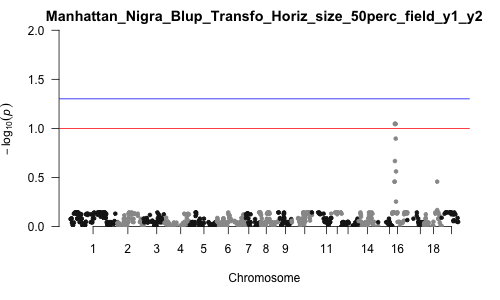 Manhattan_Nigra_Blup_Transfo_Horiz_size_50perc_field_y1_y2
2.0
1.5
1.0
0.5
0.0
−log10(p)
1 2 3 4 5 6 7 8 9 11 14 16 18
Chromosome